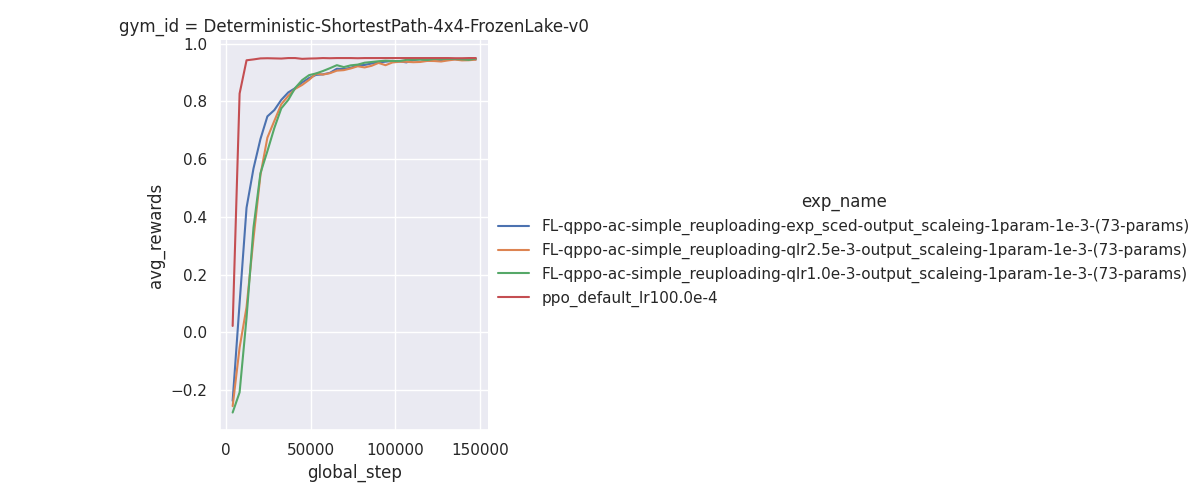 gym_id = Deterministic-ShortestPath-4x4-FrozenLake-v0
1.0
0.8
0.6
0.4
0.2
0.0
−0.2
avg_rewards
0
50000
100000
150000
global_step
exp_name
FL-qppo-ac-simple_reuploading-exp_sced-output_scaleing-1param-1e-3-(73-params)
FL-qppo-ac-simple_reuploading-qlr2.5e-3-output_scaleing-1param-1e-3-(73-params)
FL-qppo-ac-simple_reuploading-qlr1.0e-3-output_scaleing-1param-1e-3-(73-params)
ppo_default_lr100.0e-4